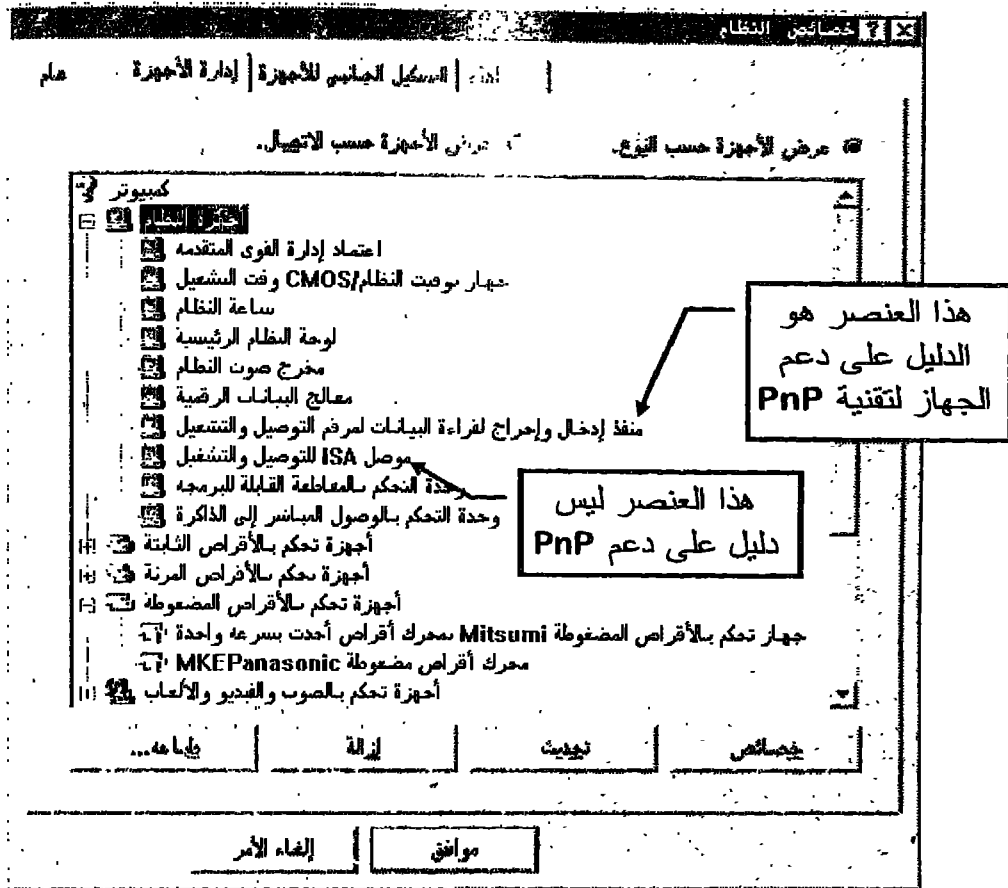 خصائص النظام
عام
إدارة الأجهزة
التشكيل الجانبي للأجهزة
عرض الأجهزة حسب النوع.
عرض الأجهزة حسب الاتصال.
كمبيوتر
أجهزة النظام
اعتماد إدارة القوى المتقدمه
جهاز توقيت النظام/CMOS وقت التشغيل
ساعة النظام
لوحة النظام الرئيسية
مخرج صوت النظام
معالج البيانات الرقمية
منفذ إدخال وإخراج لقراءة البيانات لمرقم التوصيل والتشغيل
موصل ISA للتوصيل والتشغيل
وحدة التحكم بالمقاطعة القابلة للبرمجه
وحدة التحكم بالوصول المباشر إلى الذاكرة
أجهزة تحكم بالأقراص الثابتة
أجهزة تحكم بالأقراص المرنة
أجهزة تحكم بالأقراص المضغوطة
جهاز تحكم بالأقراص المضغوطة Mitsumi بمحرك أقراص أحدث بسرعة واحدة
محرك أقراص مضغوطة MKEPanasonic
أجهزة تحكم بالصوت والفيديو والألعاب
هذا العنصر هو
الدليل على دعم
الجهاز لتقنية PnP
هذا العنصر ليس
دليل على دعم PnP
خصائص
تحديث
إزالة
طباعة...
موافق
إلغاء الأمر